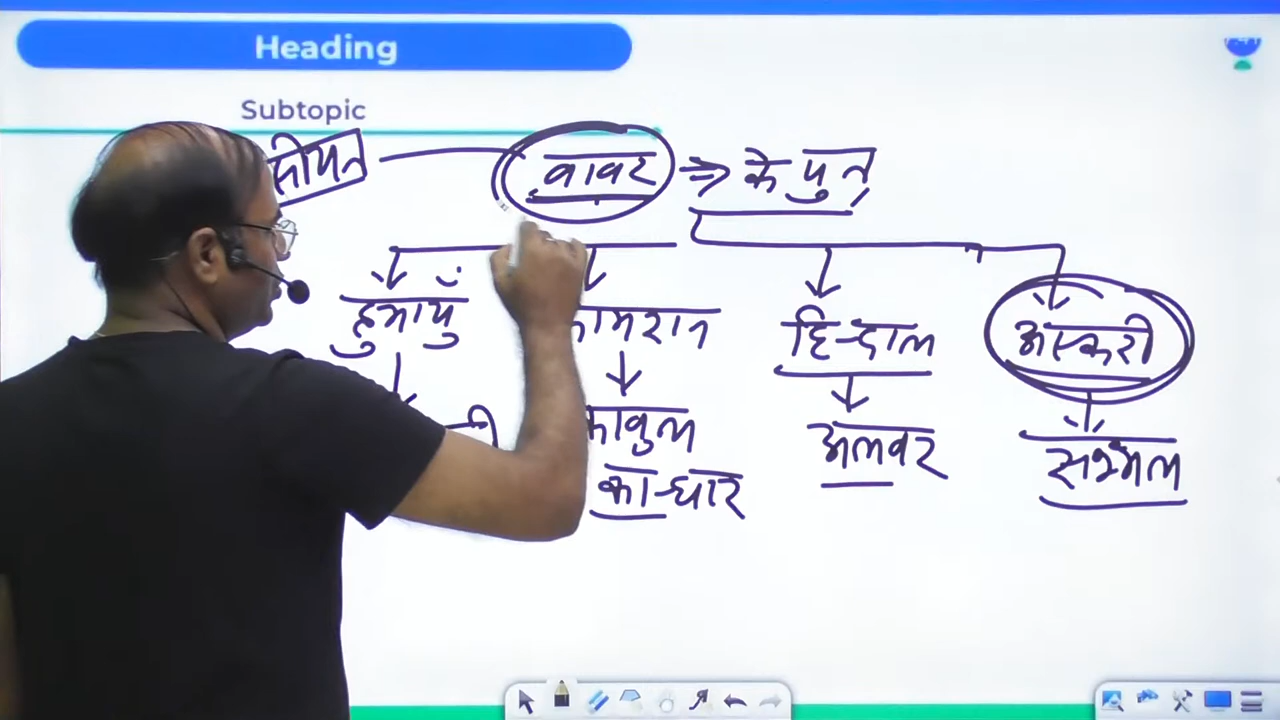 Heading
Subtopic
बाबर ⇒ के पुत्र
हुमायुँ कामरान हिन्दाल अस्करी
काबुल अलवर सम्भल
कान्धार